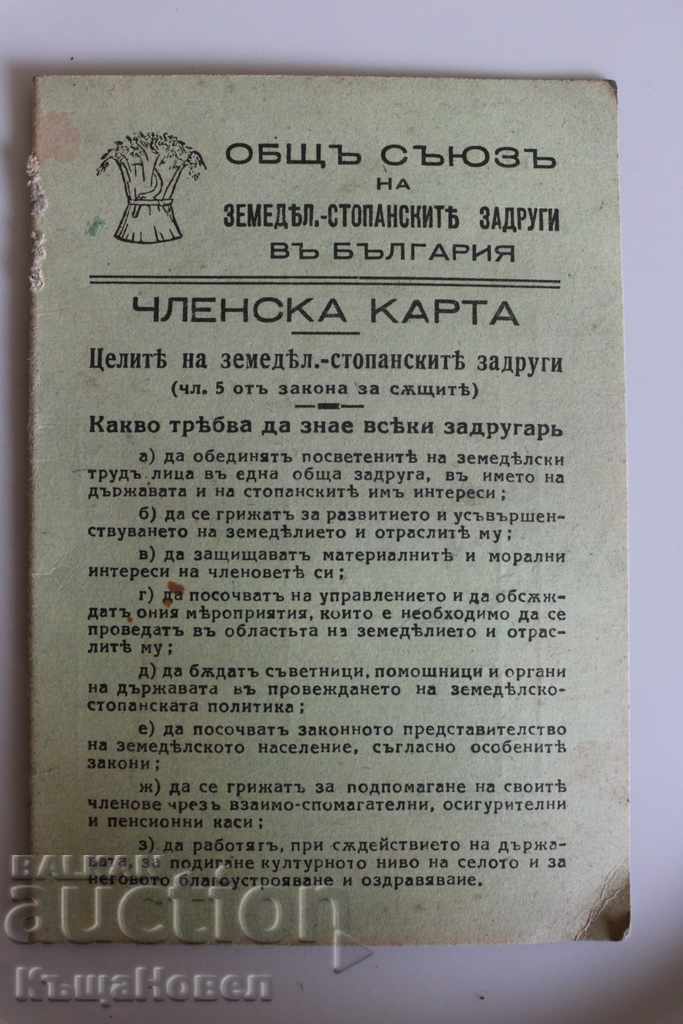 ОБЩЪ СЪЮЗЪ
НА
ЗЕМЕДѢЛ.-СТОПАНСКИТѢ ЗАДРУГИ
ВЪ БЪЛГАРИЯ
ЧЛЕНСКА КАРТА
Целитѣ на земедѣл.-стопанскитѣ задруги
(чл. 5 отъ закона за сѫщитѣ)
Какво трѣбва да знае всѣки задругарь
а) да обединятъ посветенитѣ на земедѣлски
трудъ лица въ една обща задруга, въ името на
държавата и на стопанскитѣ имъ интереси;
б) да се грижатъ за развитието и усъвършен-
ствуването на земедѣлието и отраслитѣ му;
в) да защищаватъ материалнитѣ и морални
интереси на членоветѣ си;
г) да посочватъ на управлението и да обсѫж-
датъ ония мѣроприятия, които е необходимо да се
проведатъ въ областьта на земедѣлието и отрас-
литѣ му;
д) да бѫдатъ съветници, помощници и органи
на държавата въ провеждането на земедѣлско-
стопанската политика;
е) да посочватъ законното представителство
на земедѣлското население, съгласно особенитѣ
закони;
ж) да се грижатъ за подпомагане на своитѣ
членове чрезъ взаимо-спомагателни, осигурителни
и пенсионни каси;
з) да работятъ, при сѫдействието на държа-
вата, за подигане културното ниво на селото и за
неговото благоустрояване и оздравяваие.
auction
КъщаНовел